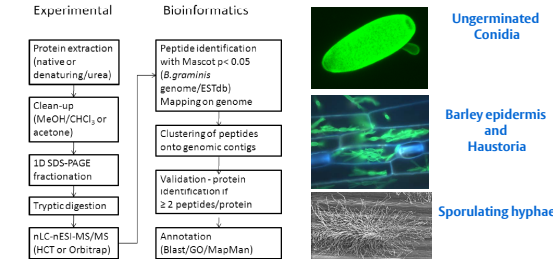 Experimental
Protein extraction
(native or
denaturing/urea)
Clean-up
(MeOH/CHCl₃ or
acetone)
1D SDS-PAGE
fractionation
Tryptic digestion
nLC-nESI-MS/MS
(HCT or Orbitrap)
Bioinformatics
Peptide identification
with Mascot p< 0.05
(B.graminis
genome/ESTdb)
Mapping on genome
Clustering of peptides
onto genomic contigs
Validation - protein
identification if
≥ 2 peptides/protein
Annotation
(Blast/GO/MapMan)
Ungerminated
Conidia
Barley epidermis
and
Haustoria
Sporulating hyphae